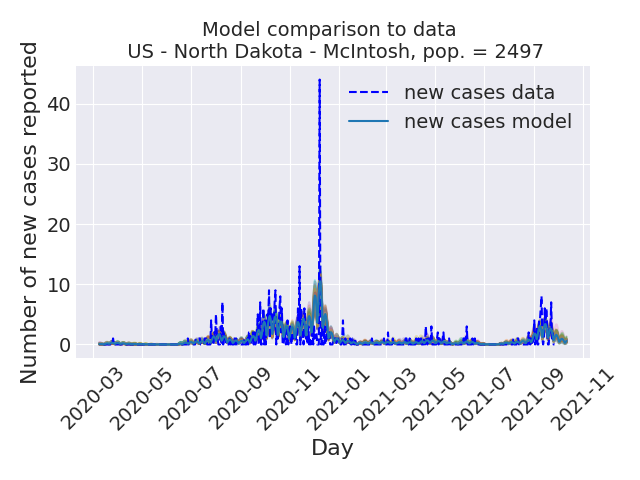 Model comparison to data
US - North Dakota - McIntosh, pop. = 2497
Number of new cases reported
40
30
20
10
0
new cases data
new cases model
2020-03
2020-05
2020-07
2020-09
2020-11
2021-01
2021-03
2021-05
2021-07
2021-09
2021-11
Day